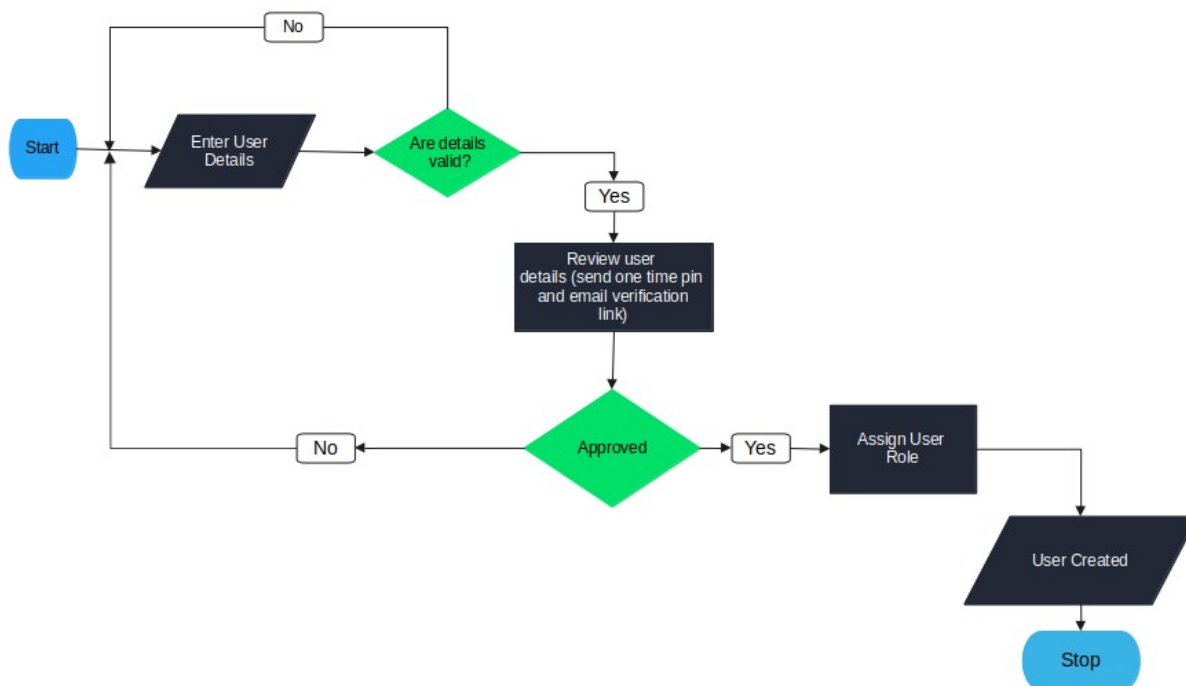 No
Start
Enter User
Details
Are details
valid?
Yes
Review user
details (send one time pin
and email verification
link)
No
Approved
Yes
Assign User
Role
User Created
Stop